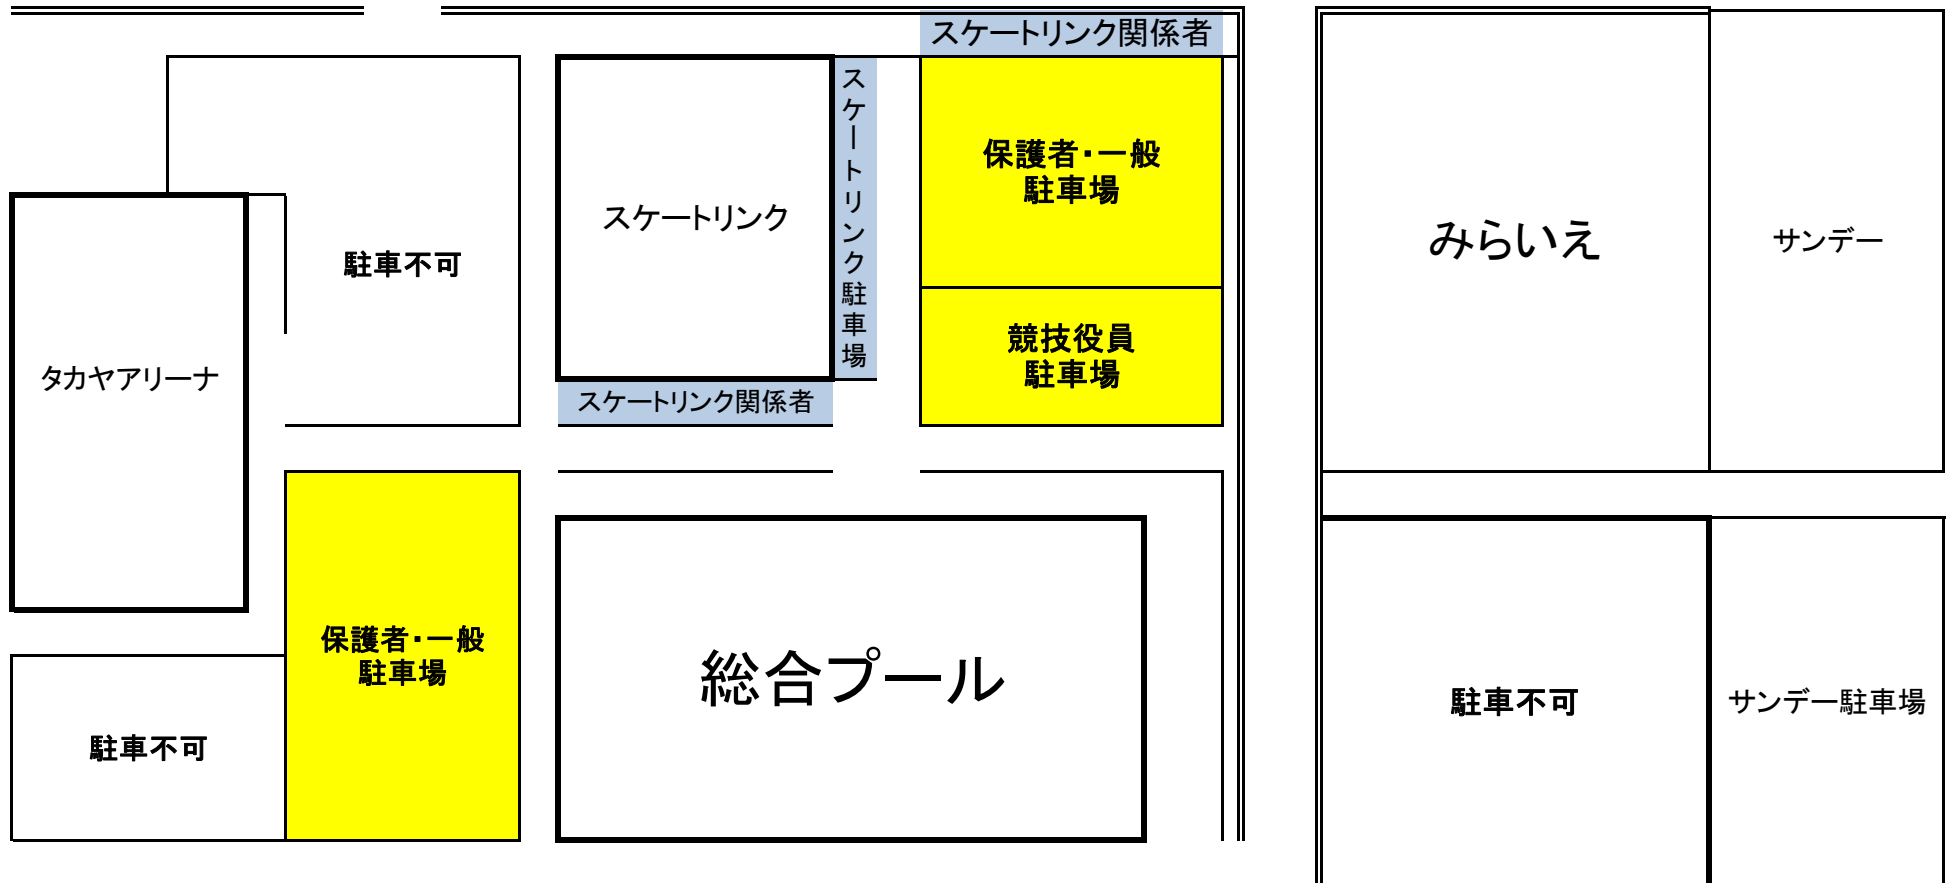 スケートリンク関係者
スケートリンク駐車場
保護者・一般
駐車場
スケートリンク
みらいえ
サンデー
駐車不可
競技役員
駐車場
タカヤアリーナ
スケートリンク関係者
保護者・一般
駐車場
総合プール
駐車不可
サンデー駐車場
駐車不可